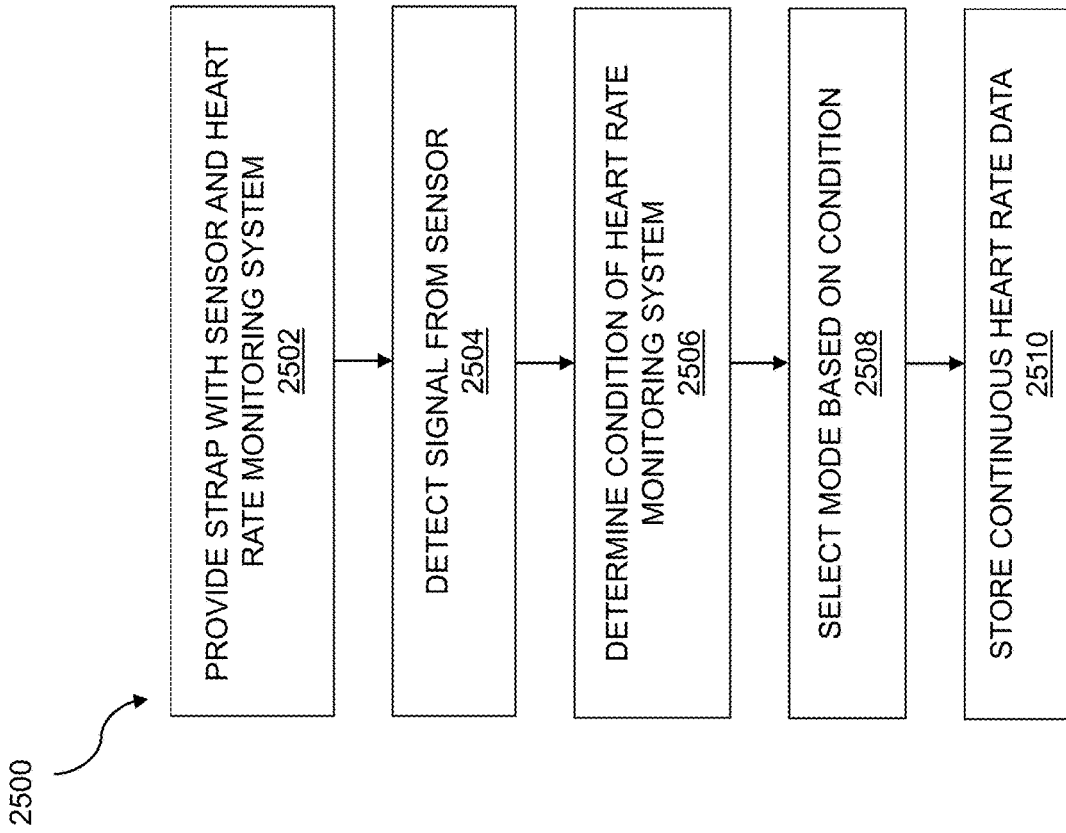 2500
PROVIDE STRAP WITH SENSOR AND HEART
RATE MONITORING SYSTEM
2502
DETECT SIGNAL FROM SENSOR
2504
DETERMINE CONDITION OF HEART RATE
MONITORING SYSTEM
2506
SELECT MODE BASED ON CONDITION
2508
STORE CONTINUOUS HEART RATE DATA
2510